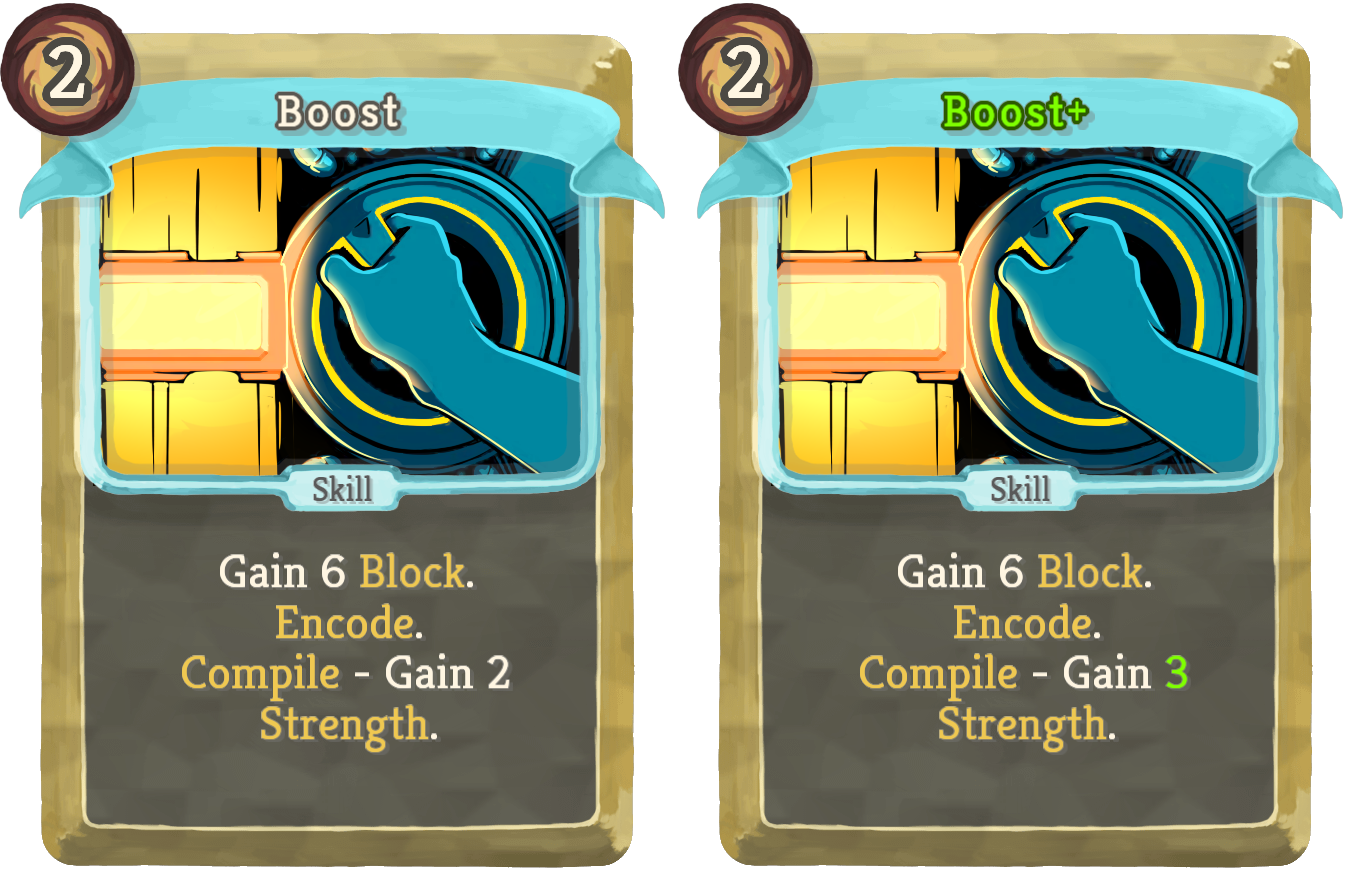 2
Boost
Skill
Gain 6 Block.
Encode.
Compile - Gain 2
Strength.
2
Boost+
Skill
Gain 6 Block.
Encode.
Compile - Gain 3
Strength.